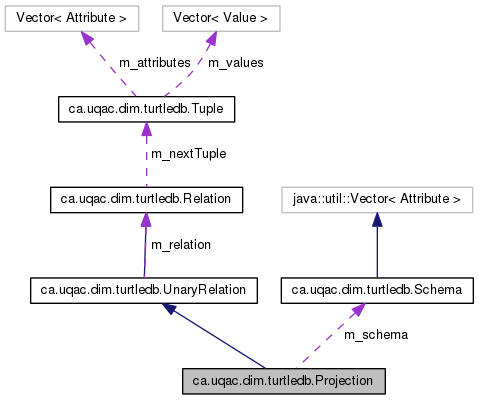 Vector< Attribute >
Vector< Value >
m_attributes
m_values
ca.uqac.dim.turtledb.Tuple
m_nextTuple
ca.uqac.dim.turtledb.Relation
java::util::Vector< Attribute >
m_relation
ca.uqac.dim.turtledb.UnaryRelation
ca.uqac.dim.turtledb.Schema
m_schema
ca.uqac.dim.turtledb.Projection